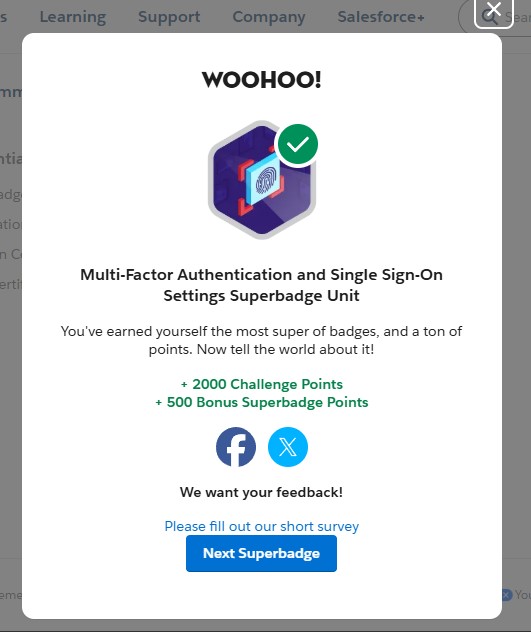 Learning Support Company Salesforce+
WOOHOO!
Multi-Factor Authentication and Single Sign-On
Settings Superbadge Unit
You've earned yourself the most super of badges, and a ton of
points. Now tell the world about it!
+ 2000 Challenge Points
+ 500 Bonus Superbadge Points
We want your feedback!
Please fill out our short survey
Next Superbadge